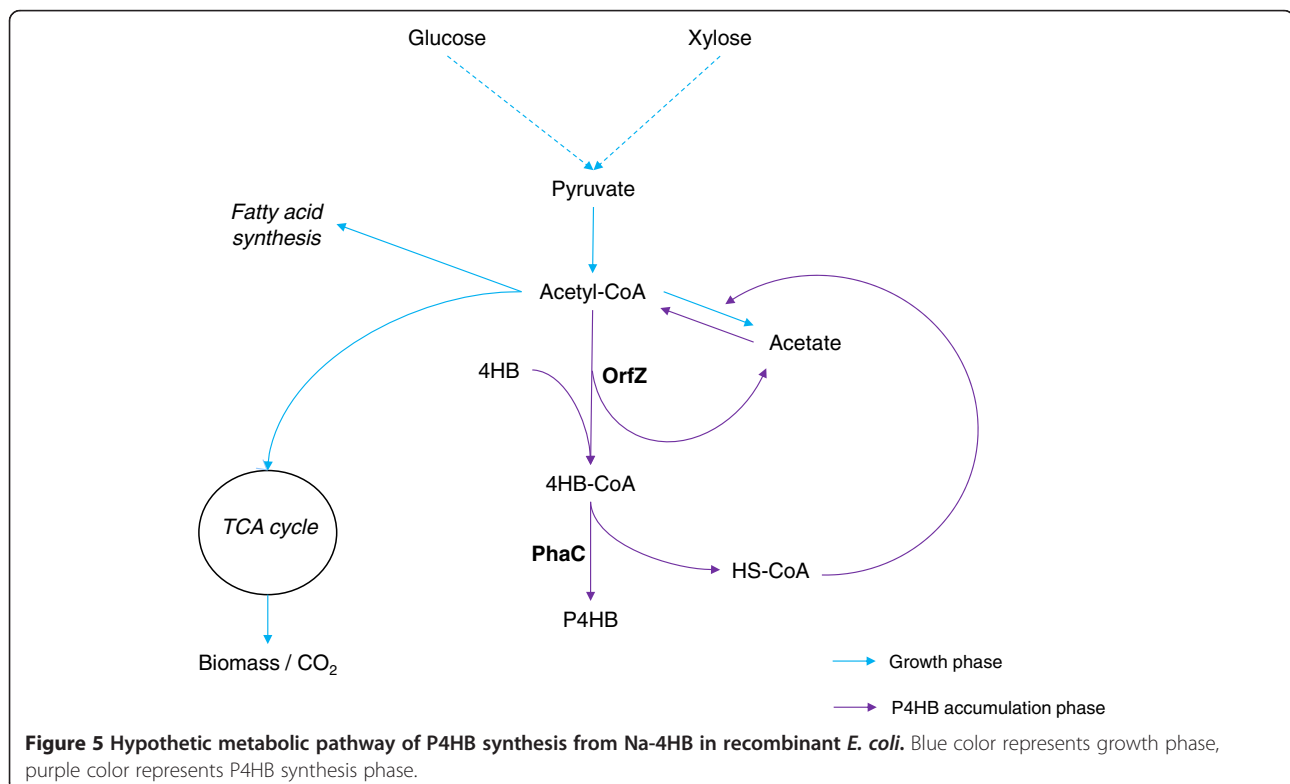 Glucose
Xylose
Pyruvate
Fatty acid
synthesis
Acetyl-CoA
Acetate
4HB
OrfZ
4HB-CoA
TCA cycle
PhaC
HS-CoA
P4HB
Biomass / CO₂
Growth phase
P4HB accumulation phase
Figure 5 Hypothetic metabolic pathway of P4HB synthesis from Na-4HB in recombinant E. coli. Blue color represents growth phase,
purple color represents P4HB synthesis phase.